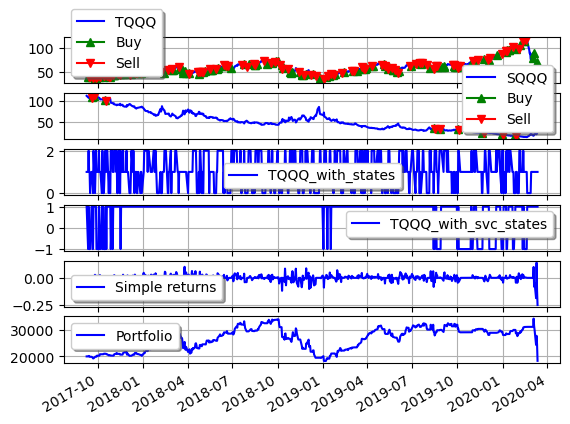 TQQQ
Buy
Sell
100
50
SQQQ
Buy
Sell
100
50
2
0
TQQQ_with_states
1
0
−1
TQQQ_with_svc_states
0.00
−0.25
Simple returns
30000
20000
Portfolio
2017-10
2018-01
2018-04
2018-07
2018-10
2019-01
2019-04
2019-07
2019-10
2020-01
2020-04